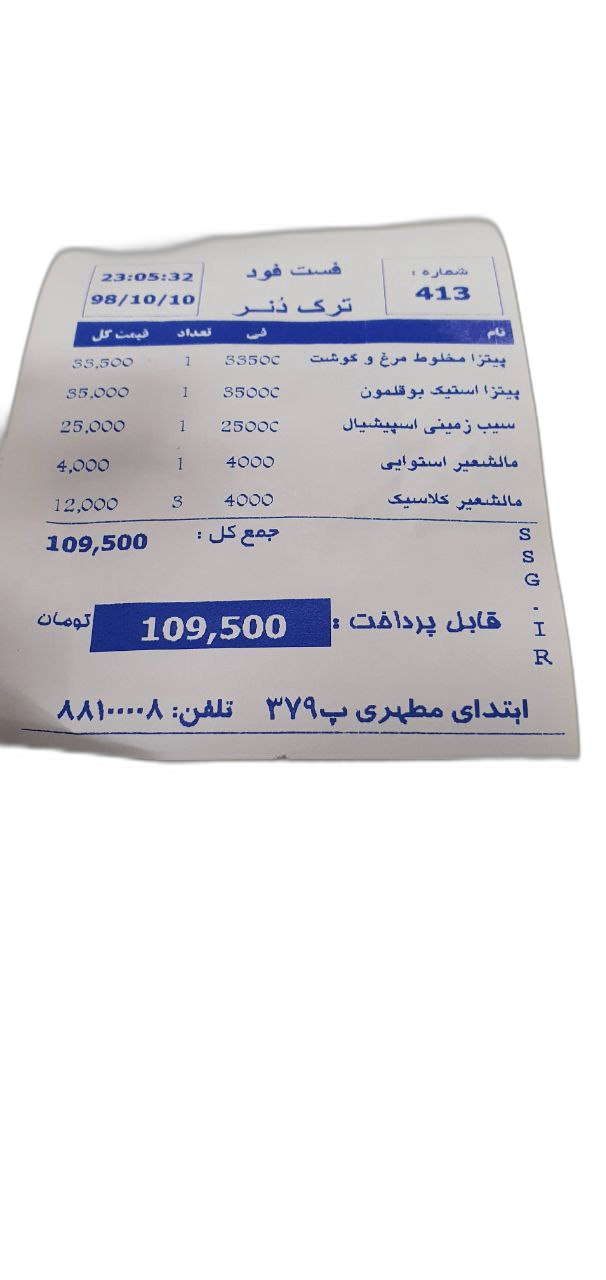 شماره :
413
فست فود
ترک دُنر
23:05:32
98/10/10
نام فی تعداد قیمت کل
پیتزا مخلوط مرغ و گوشت 33500 1 33,500
پیتزا استیک بوقلمون 35000 1 35,000
سیب زمینی اسپیشیال 25000 1 25,000
مالشعیر استوایی 4000 1 4,000
مالشعیر کلاسیک 4000 3 12,000
جمع کل : 109,500
قابل پرداخت : 109,500 تومان
SSG.IR
ابتدای مطهری پ۳۷۹ تلفن: ۸۸۱۰۰۰۰۸